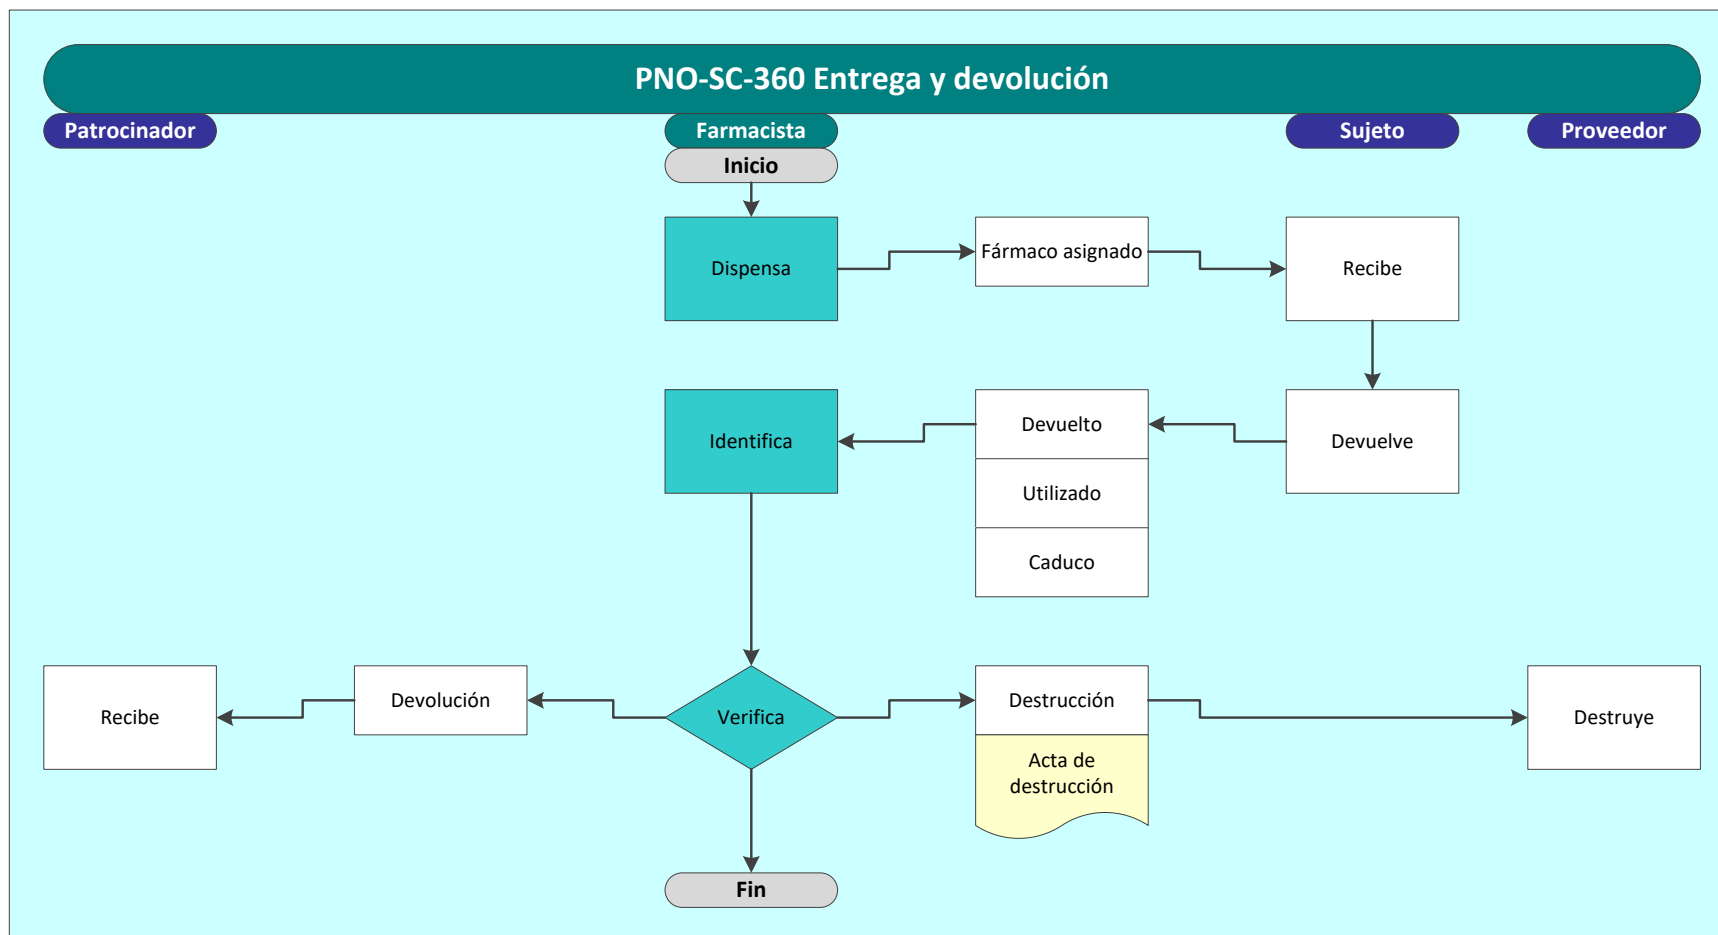 PNO-SC-360 Entrega y devolución
Patrocinador
Farmacista
Sujeto
Proveedor
Inicio
Dispensa
Fármaco asignado
Recibe
Identifica
Devuelto
Devuelve
Utilizado
Caduco
Recibe
Devolución
Verifica
Destrucción
Destruye
Acta de
destrucción
Fin